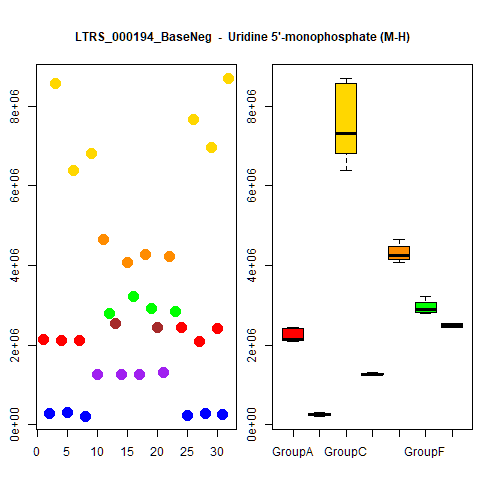 LTRS_000194_BaseNeg - Uridine 5'-monophosphate (M-H)
0e+00 2e+06 4e+06 6e+06 8e+06
0 5 10 15 20 25 30
0e+00 2e+06 4e+06 6e+06 8e+06
GroupA GroupC GroupF